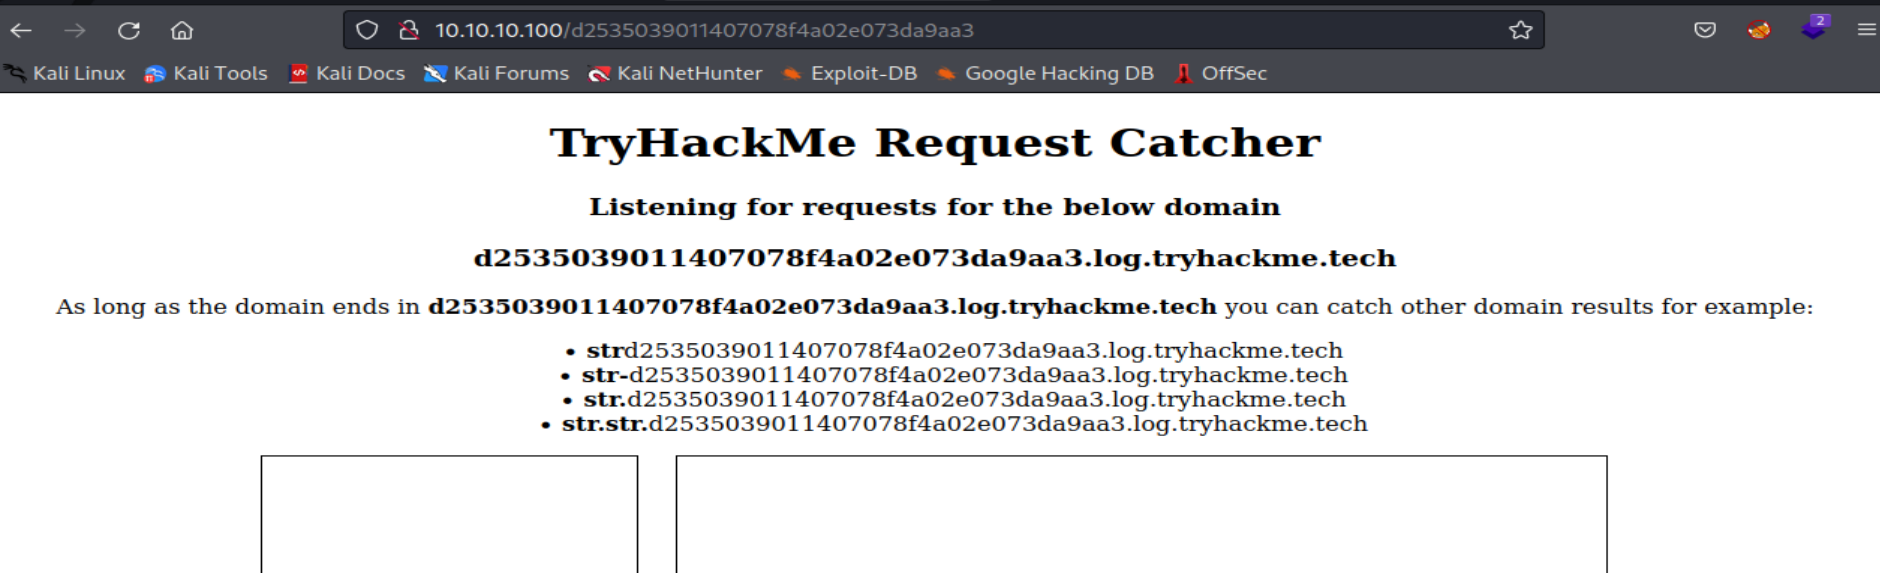 10.10.10.100/d2535039011407078f4a02e073da9aa3
2
Kali Linux Kali Tools Kali Docs Kali Forums Kali NetHunter Exploit-DB Google Hacking DB OffSec
TryHackMe Request Catcher
Listening for requests for the below domain
d2535039011407078f4a02e073da9aa3.log.tryhackme.tech
As long as the domain ends in d2535039011407078f4a02e073da9aa3.log.tryhackme.tech you can catch other domain results for example:
• strd2535039011407078f4a02e073da9aa3.log.tryhackme.tech
• str-d2535039011407078f4a02e073da9aa3.log.tryhackme.tech
• str.d2535039011407078f4a02e073da9aa3.log.tryhackme.tech
• str.str.d2535039011407078f4a02e073da9aa3.log.tryhackme.tech